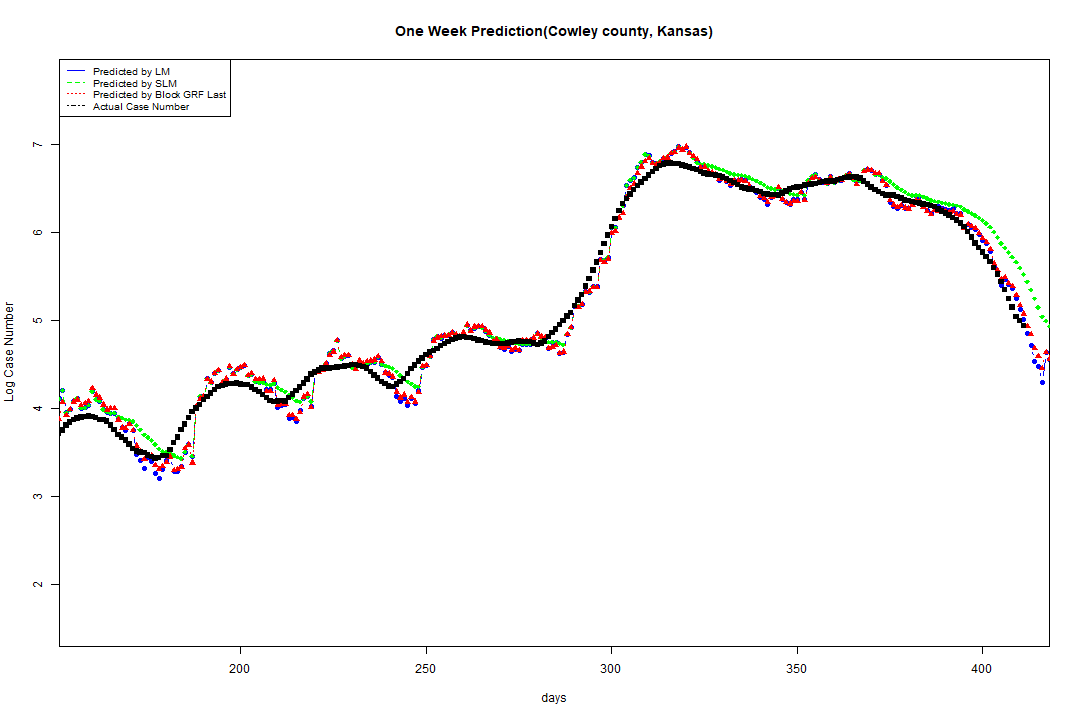 One Week Prediction(Cowley county, Kansas)
Predicted by LM
Predicted by SLM
Predicted by Block GRF Last
Actual Case Number
7
6
5
4
3
2
Log Case Number
200 250 300 350 400
days